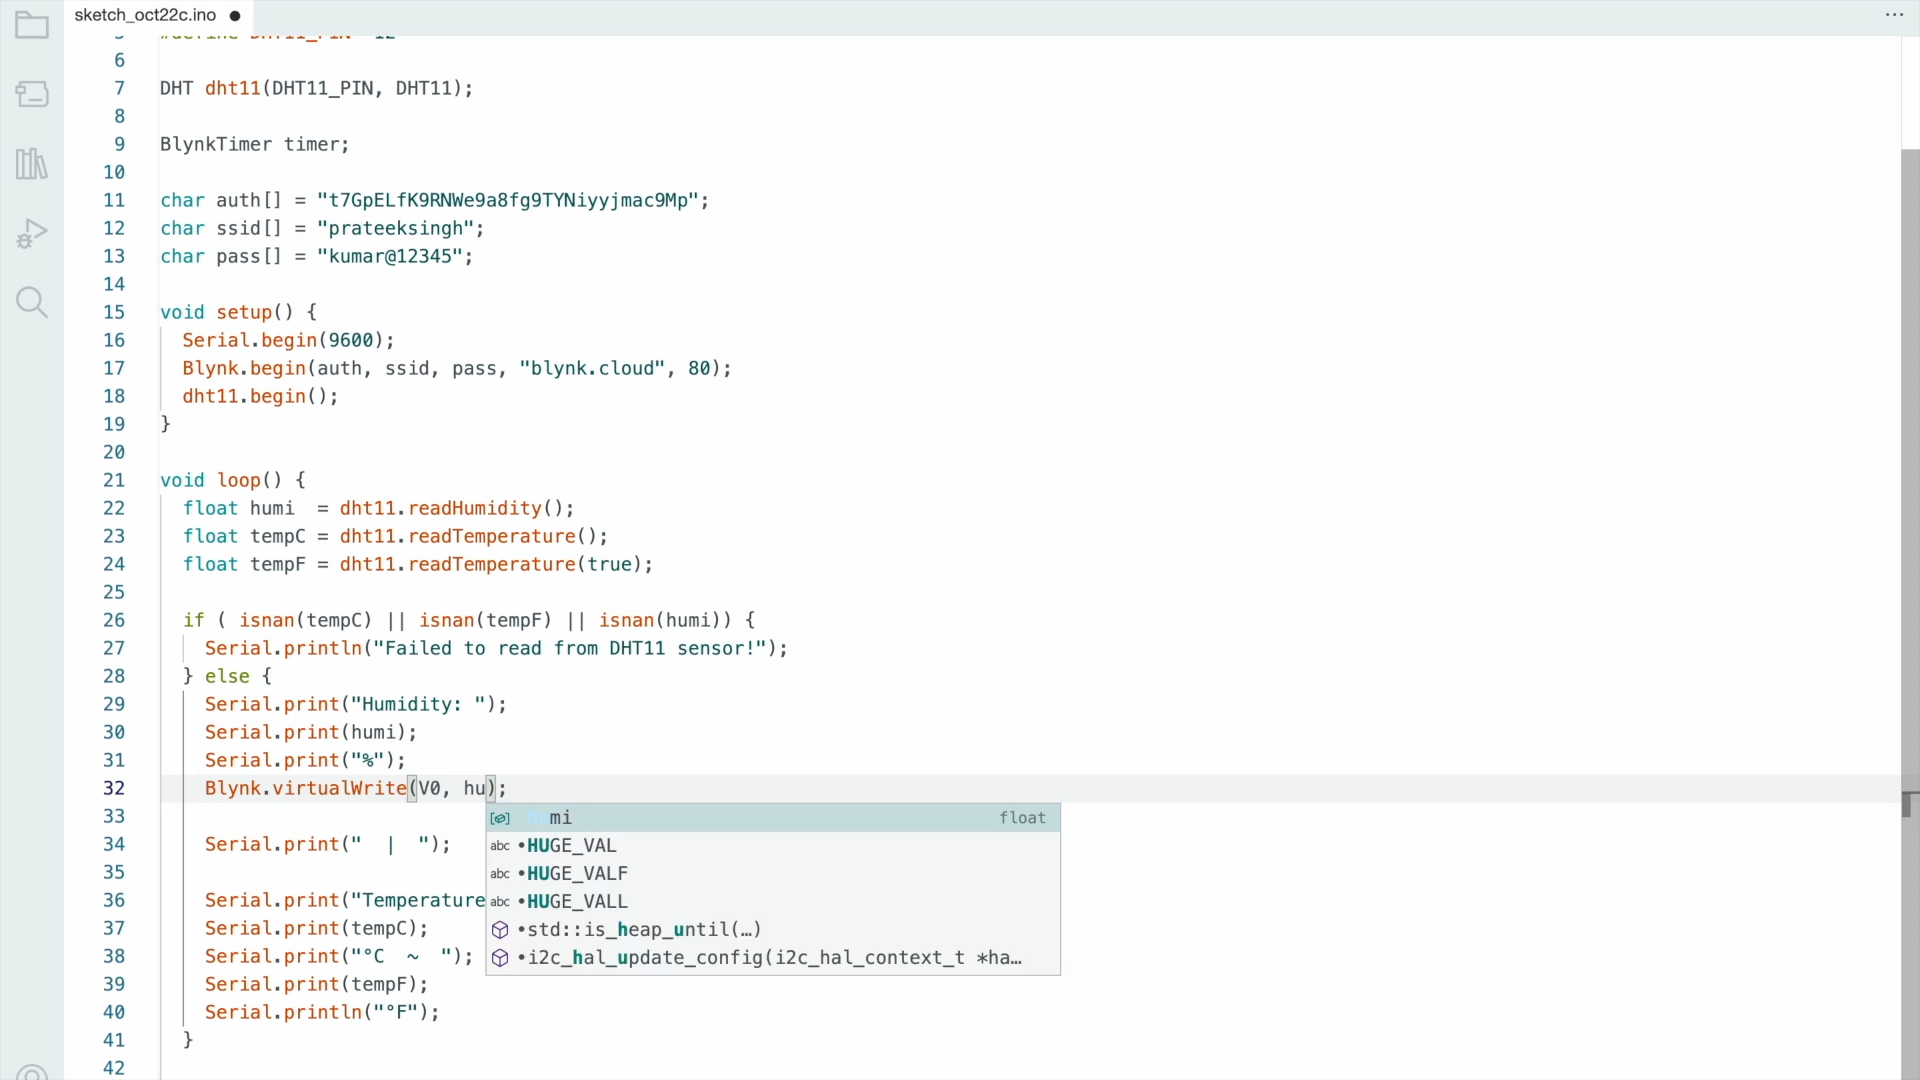 sketch_oct22c.ino ●
5 #define DHT11_PIN 12
6
7 DHT dht11(DHT11_PIN, DHT11);
8
9 BlynkTimer timer;
10
11 char auth[] = "t7GpELfK9RNWe9a8fg9TYNiyyjmac9Mp";
12 char ssid[] = "prateeksingh";
13 char pass[] = "kumar@12345";
14
15 void setup() {
16 Serial.begin(9600);
17 Blynk.begin(auth, ssid, pass, "blynk.cloud", 80);
18 dht11.begin();
19 }
20
21 void loop() {
22 float humi  = dht11.readHumidity();
23 float tempC = dht11.readTemperature();
24 float tempF = dht11.readTemperature(true);
25
26 if ( isnan(tempC) || isnan(tempF) || isnan(humi)) {
27 Serial.println("Failed to read from DHT11 sensor!");
28 } else {
29 Serial.print("Humidity: ");
30 Serial.print(humi);
31 Serial.print("%");
32 Blynk.virtualWrite(V0, hu);
33
humi float
34 Serial.print("  |  ");
abc •HUGE_VAL
35
abc •HUGE_VALF
36 Serial.print("Temperature
abc •HUGE_VALL
37 Serial.print(tempC);
•std::is_heap_until(…)
38 Serial.print("°C  ~  ");
•i2c_hal_update_config(i2c_hal_context_t *ha…
39 Serial.print(tempF);
40 Serial.println("°F");
41 }
42